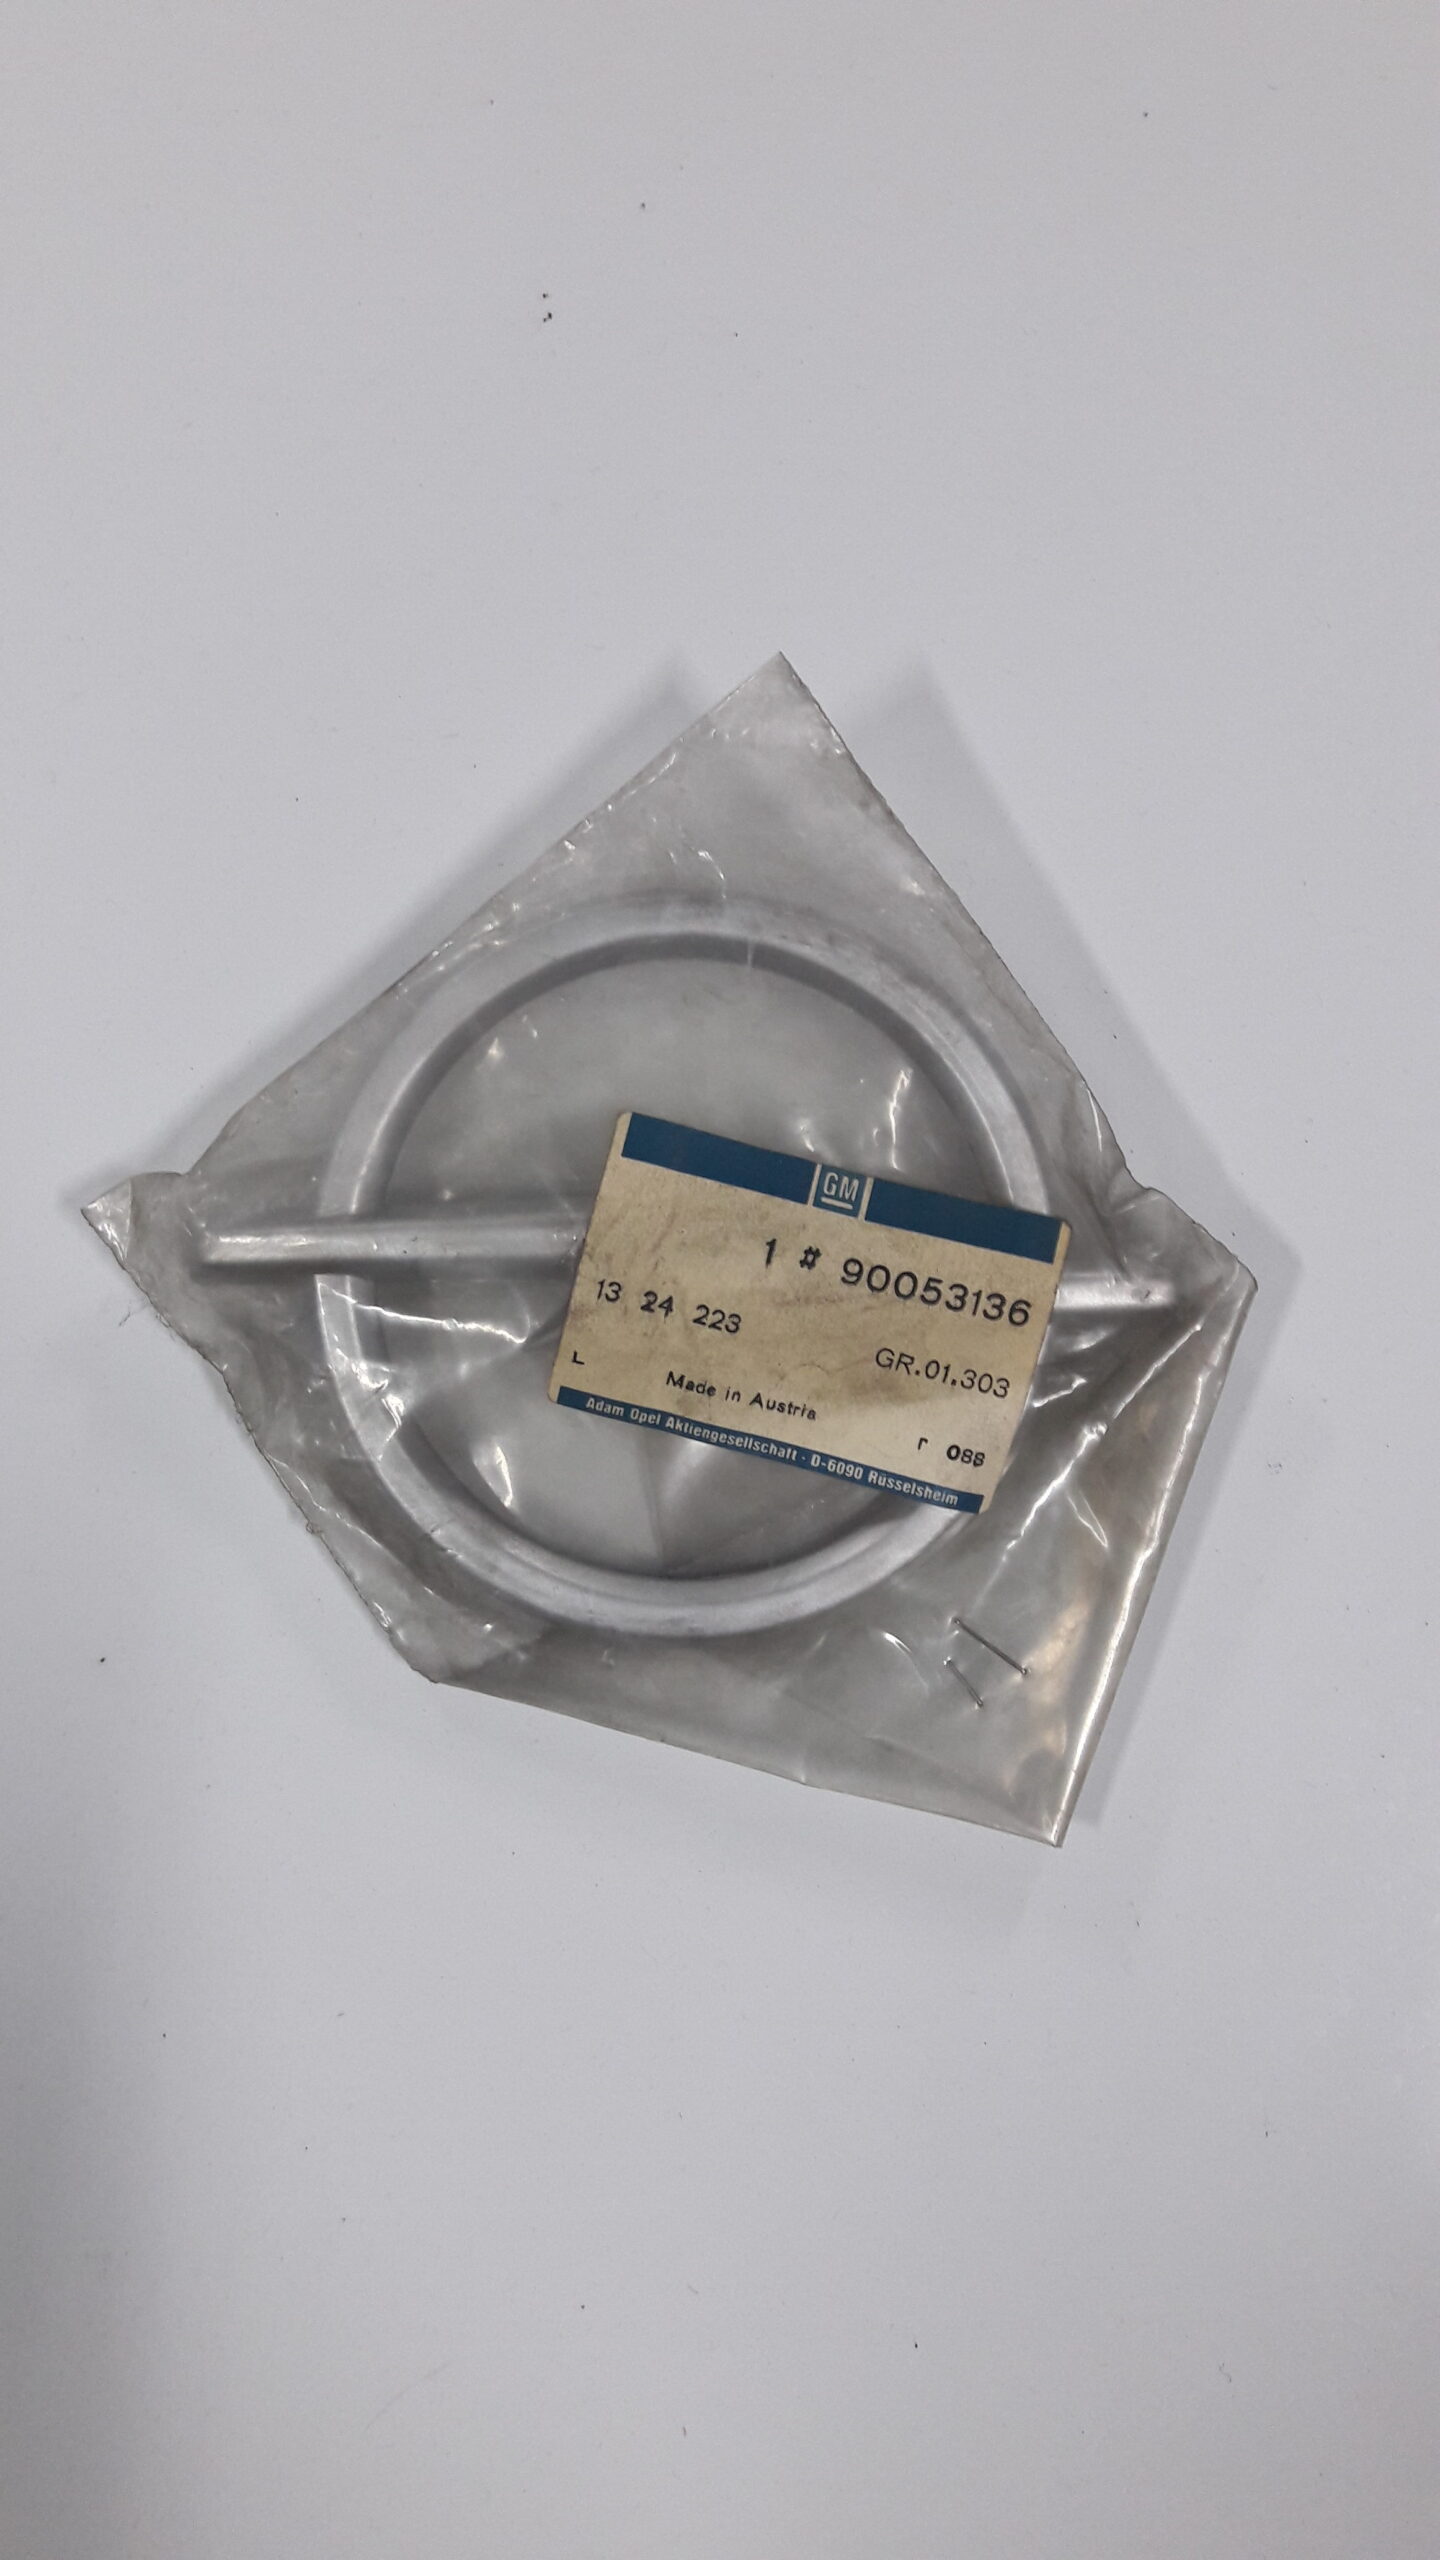 GM
1 # 90053136
13 24 223
GR.01.303
L
Made in Austria
r 088
Adam Opel Aktiengesellschaft · D-6090 Rüsselsheim